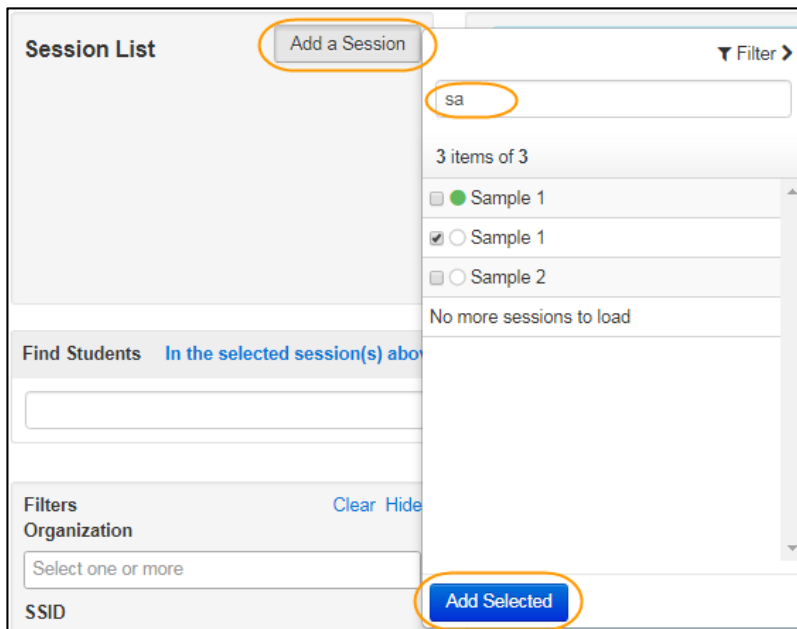 Session List
Add a Session
Filter
sa
3 items of 3
Sample 1
Sample 1
Sample 2
No more sessions to load
Find Students In the selected session(s) abov
Filters
Clear Hide
Organization
Select one or more
SSID
Add Selected